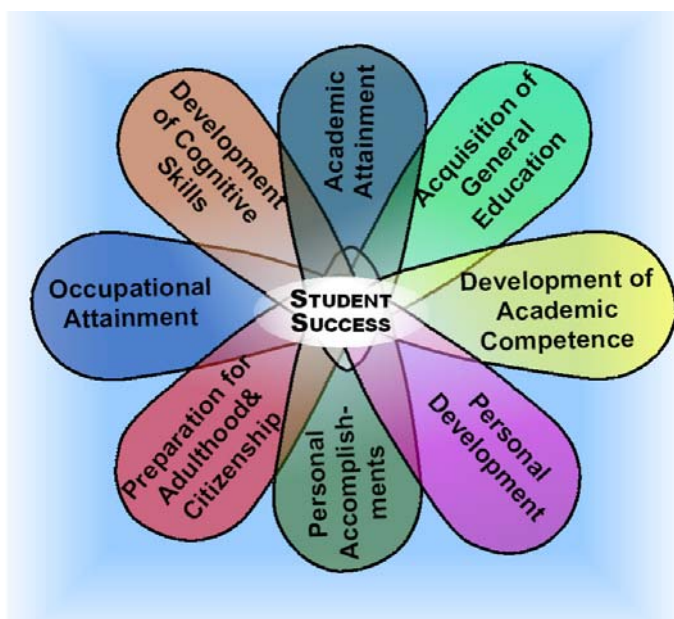 Academic
Attainment
Acquisition of
General
Education
Development of
Academic
Competence
Personal
Development
Personal
Accomplish-
ments
Preparation for
Adulthood&
Citizenship
Occupational
Attainment
Development
of Cognitive
Skills
STUDENT
SUCCESS